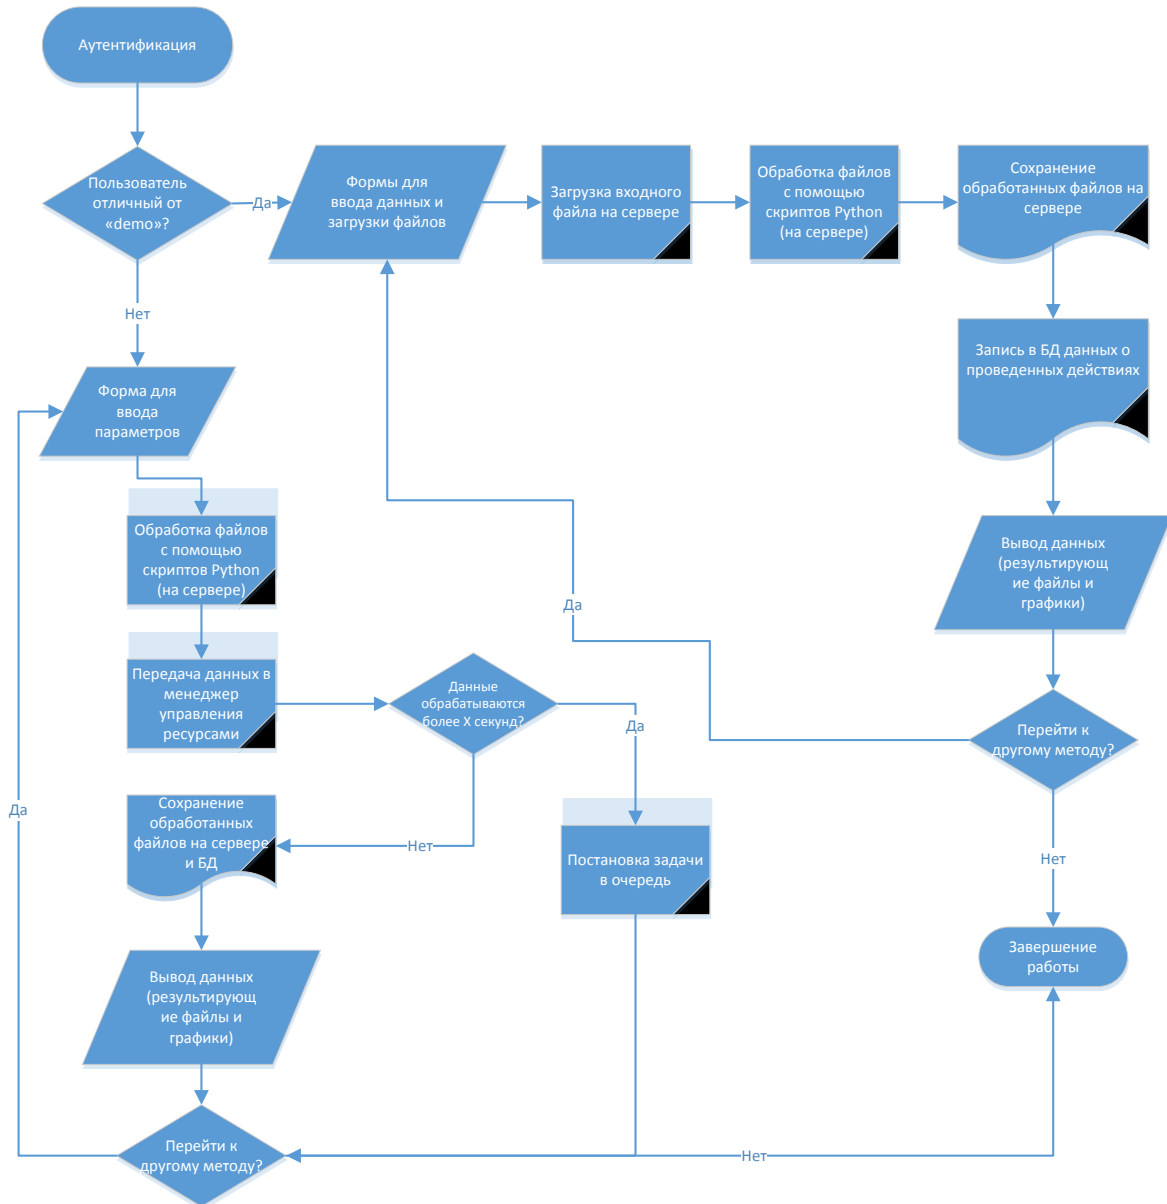 Аутентификация
Пользователь
отличный от
«demo»?
Да
Формы для
ввода данных и
загрузки файлов
Загрузка входного
файла на сервере
Обработка файлов
с помощью
скриптов Python
(на сервере)
Сохранение
обработанных файлов на
сервере
Нет
Запись в БД данных о
проведенных действиях
Форма для
ввода
параметров
Обработка файлов
с помощью
скриптов Python
(на сервере)
Вывод данных
(результирующ
ие файлы и
графики)
Да
Передача данных в
менеджер
управления
ресурсами
Данные
обрабатываются
более X секунд?
Да
Перейти к
другому методу?
Да
Сохранение
обработанных
файлов на сервере
и БД
Нет
Постановка задачи
в очередь
Нет
Завершение
работы
Вывод данных
(результирующ
ие файлы и
графики)
Перейти к
другому методу?
Нет